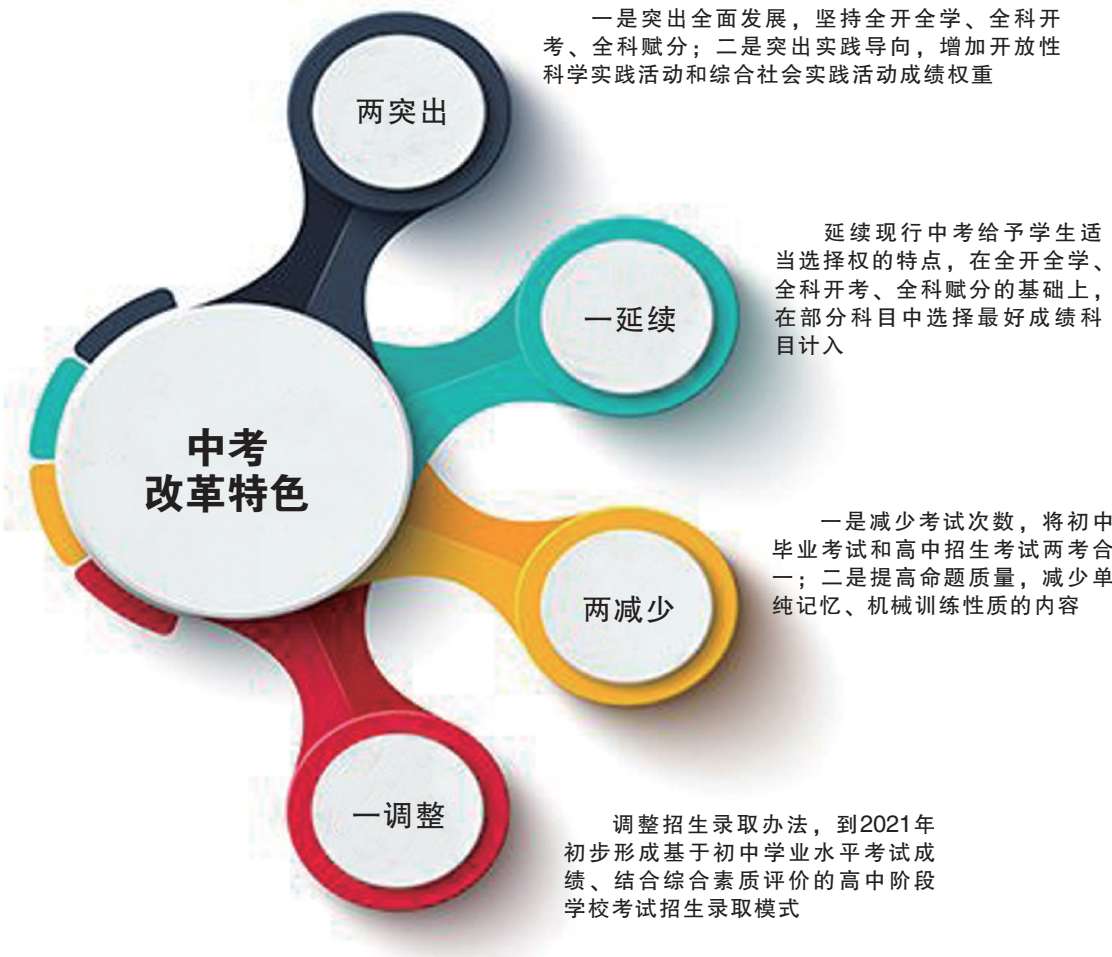 一是突出全面发展，坚持全开全学、全科开
考、全科赋分；二是突出实践导向，增加开放性
科学实践活动和综合社会实践活动成绩权重
两突出
延续现行中考给予学生适
当选择权的特点，在全开全学、
全科开考、全科赋分的基础上，
在部分科目中选择最好成绩科
目计入
一延续
中考
改革特色
一是减少考试次数，将初中
毕业考试和高中招生考试两考合
一；二是提高命题质量，减少单
纯记忆、机械训练性质的内容
两减少
一调整
调整招生录取办法，到2021年
初步形成基于初中学业水平考试成
绩、结合综合素质评价的高中阶段
学校考试招生录取模式